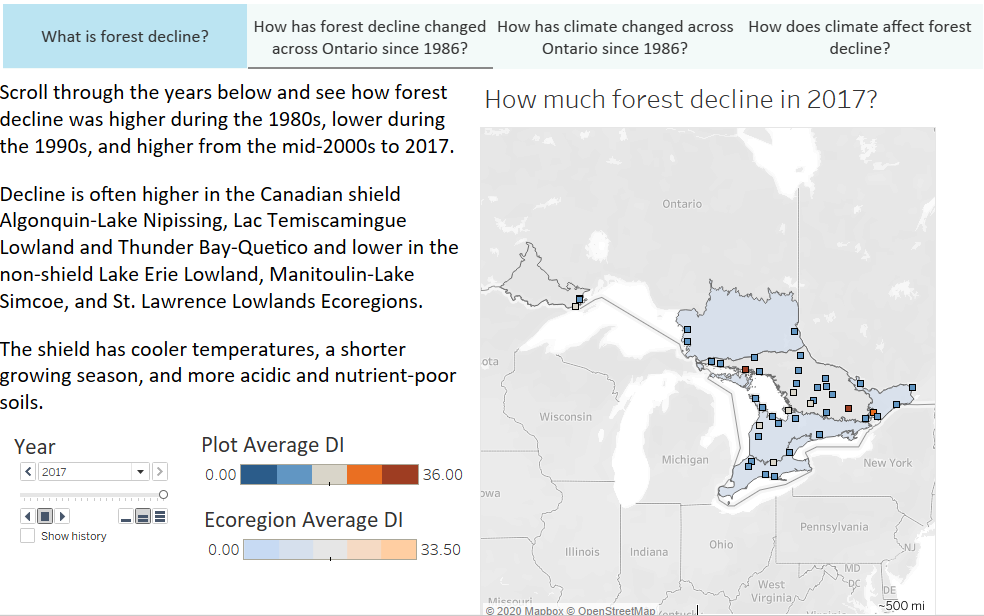 What is forest decline?
How has forest decline changed
across Ontario since 1986?
How has climate changed across
Ontario since 1986?
How does climate affect forest
decline?
Scroll through the years below and see how forest
decline was higher during the 1980s, lower during
the 1990s, and higher from the mid-2000s to 2017.
Decline is often higher in the Canadian shield
Algonquin-Lake Nipissing, Lac Temiscamingue
Lowland and Thunder Bay-Quetico and lower in the
non-shield Lake Erie Lowland, Manitoulin-Lake
Simcoe, and St. Lawrence Lowlands Ecoregions.
The shield has cooler temperatures, a shorter
growing season, and more acidic and nutrient-poor
soils.
Year
2017
Show history
Plot Average DI
0.00 36.00
Ecoregion Average DI
0.00 33.50
How much forest decline in 2017?
Ontario
ota
Wisconsin
Michigan
New York
owa
Pennsylvania
Illinois
Indiana
Ohio
NJ
MD
DE
DC
West
Virginia
Missouri
© 2020 Mapbox © OpenStreetMap
~500 mi